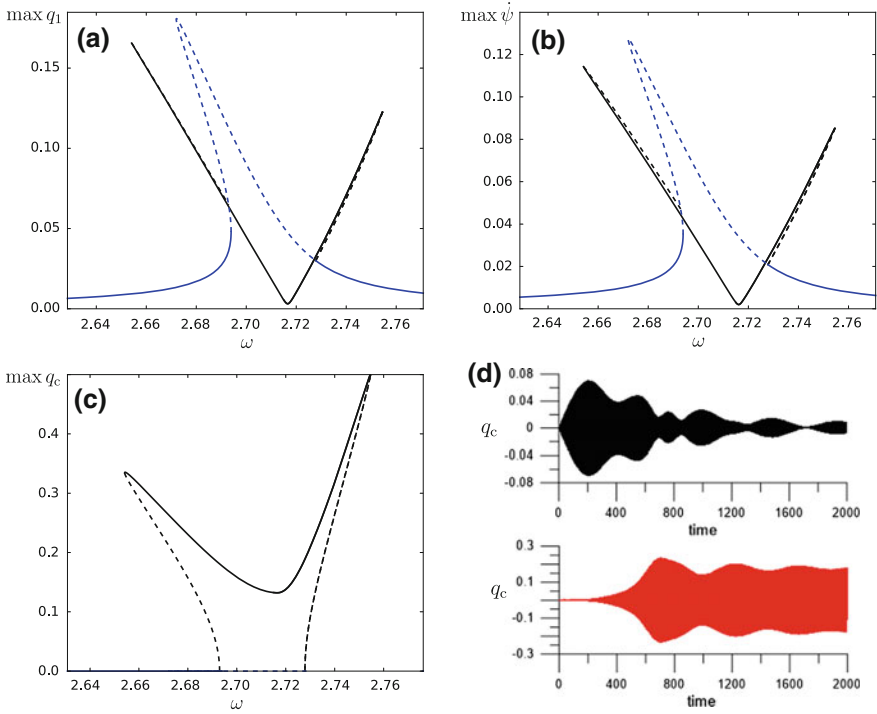 max q₁
(a)
0.15
0.10
0.05
0.00
2.64 2.66 2.68 2.70 2.72 2.74 2.76
ω
max ψ̇
(b)
0.12
0.10
0.08
0.06
0.04
0.02
0.00
2.64 2.66 2.68 2.70 2.72 2.74 2.76
ω
max q_c
(c)
0.4
0.3
0.2
0.1
0.0
2.64 2.66 2.68 2.70 2.72 2.74 2.76
ω
(d)
0.08
0.04
0
-0.04
-0.08
q_c
0 400 800 1200 1600 2000
time
0.3
0.1
-0.1
-0.3
q_c
0 400 800 1200 1600 2000
time